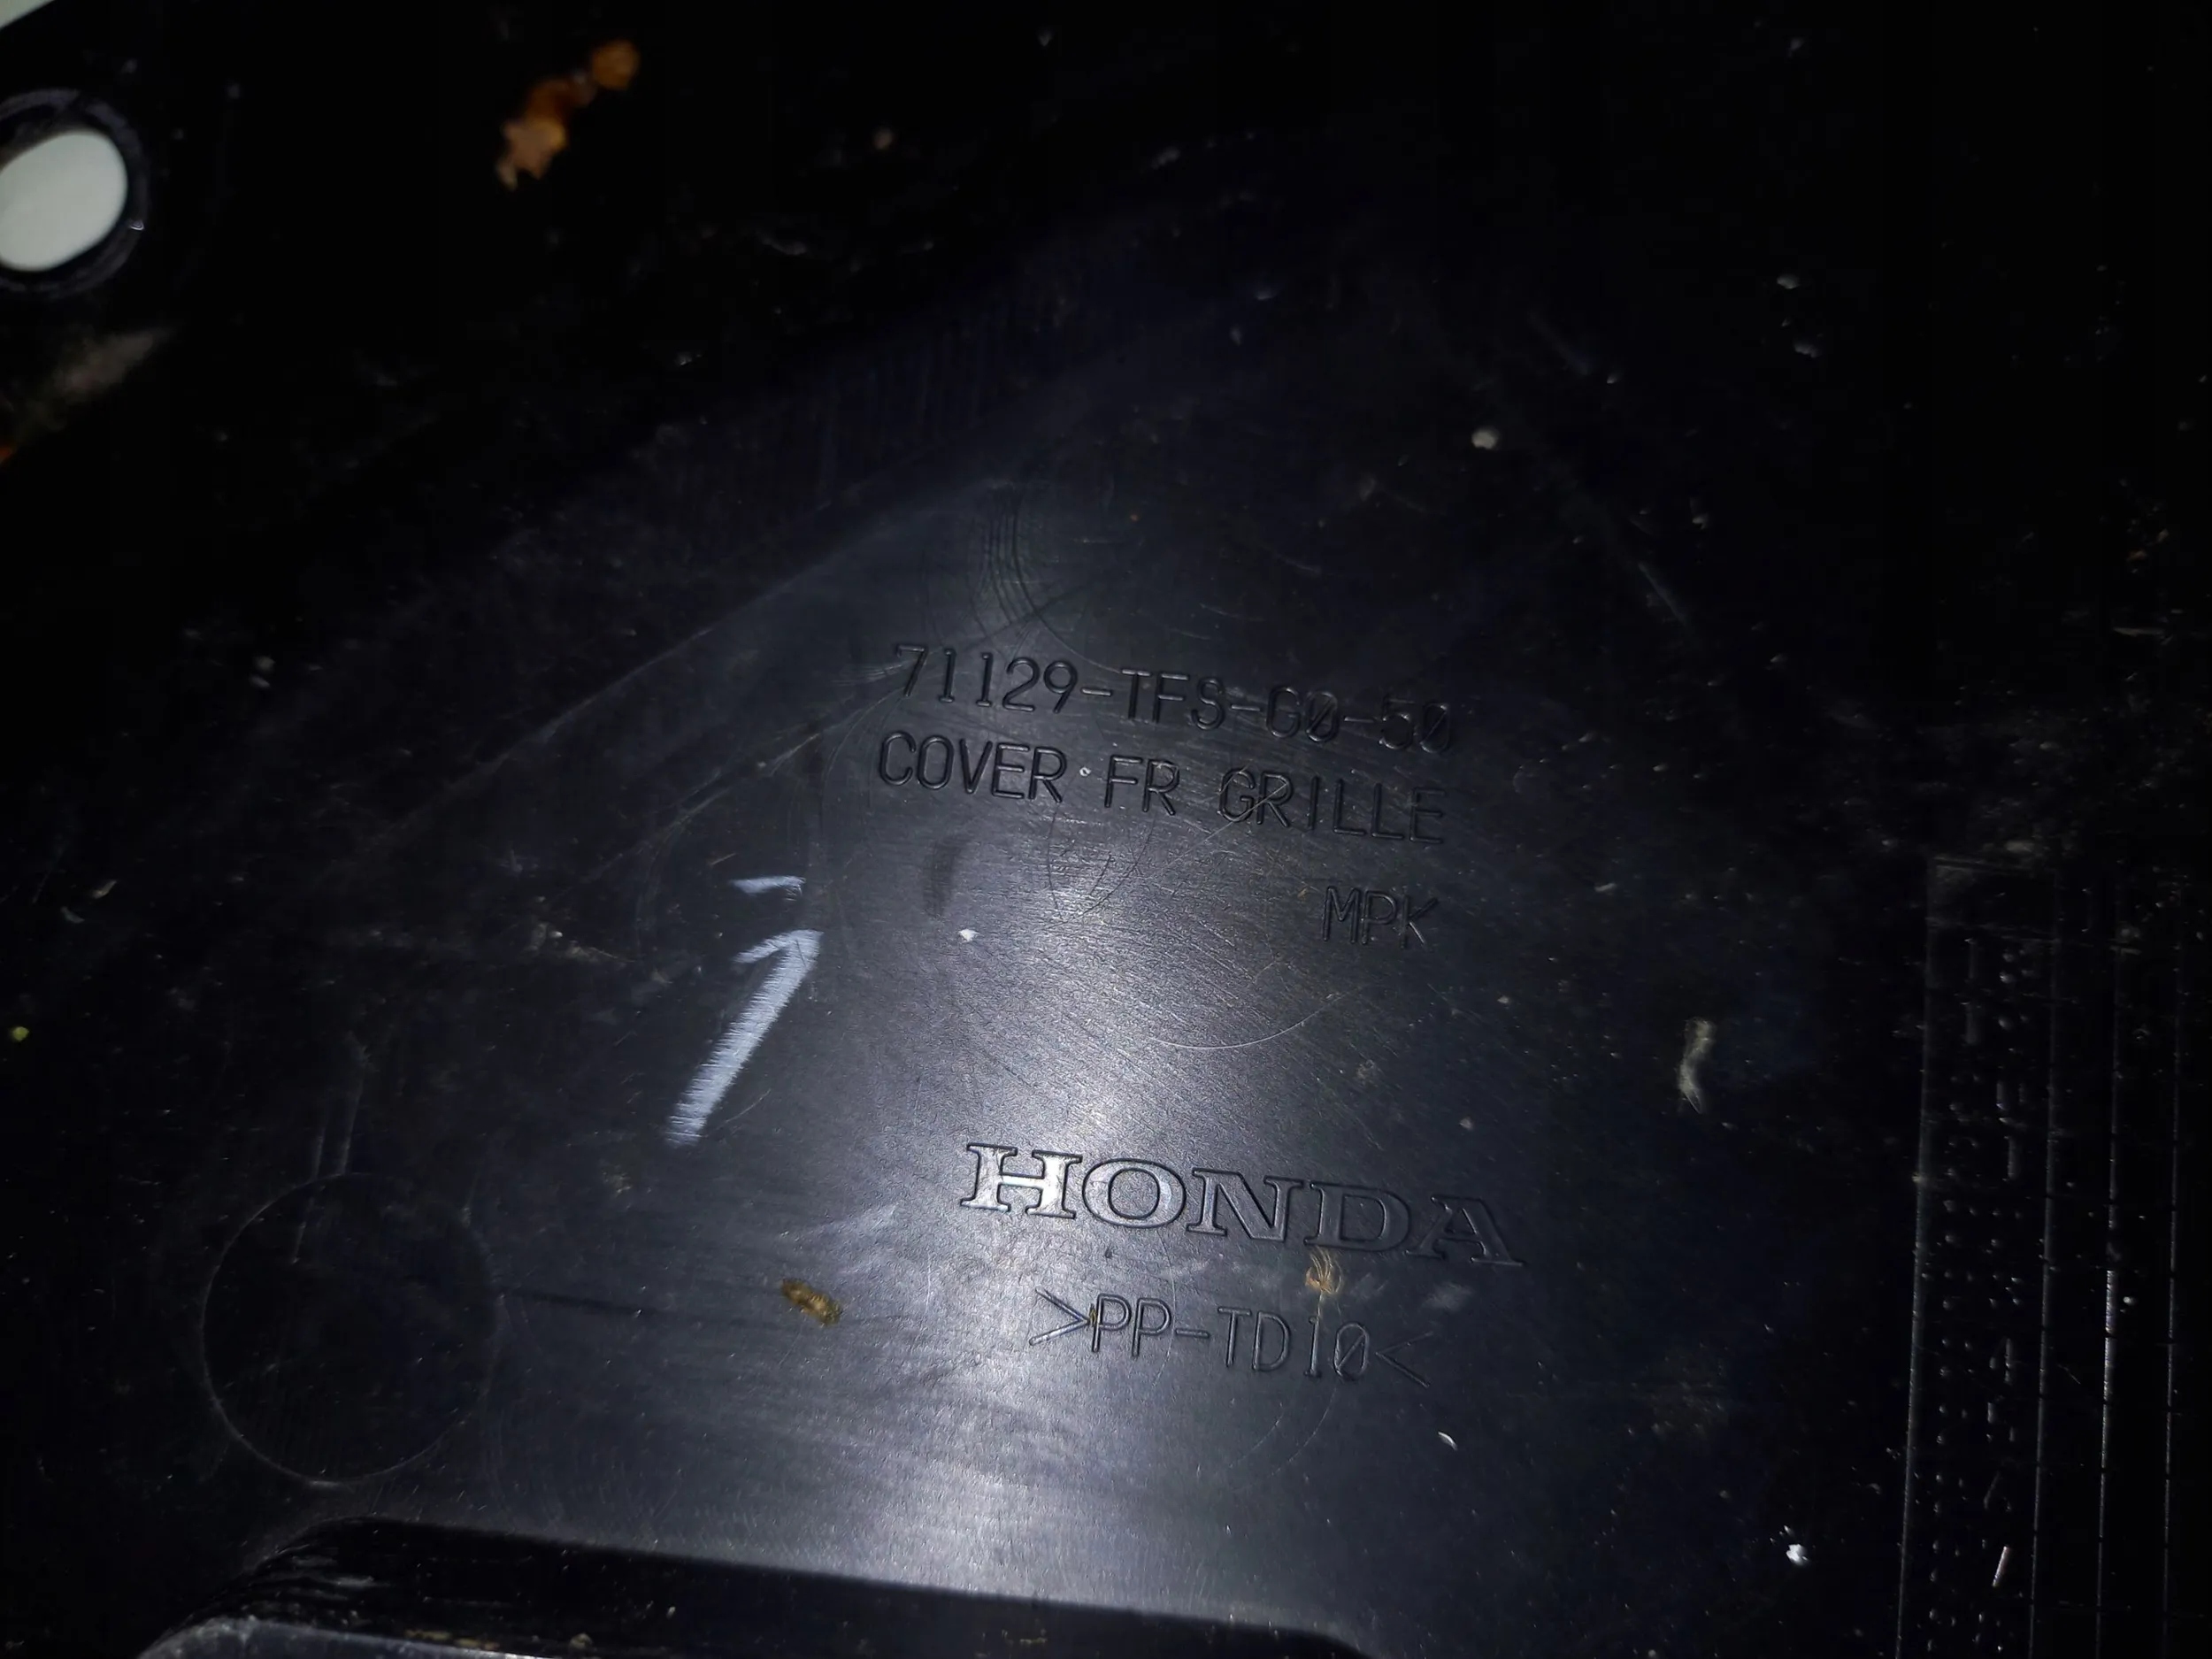 71129-TFS-G0-50
COVER FR GRILLE
MPK
HONDA
>PP-TD10<